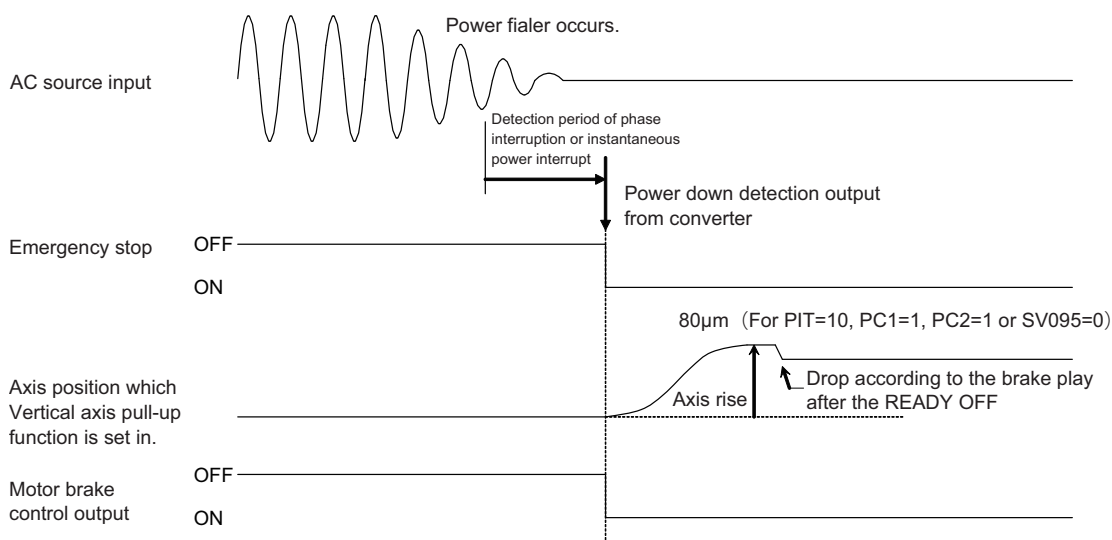 Power fialer occurs.
AC source input
Detection period of phase
interruption or instantaneous
power interrupt
Power down detection output
from converter
Emergency stop
OFF
ON
80μm（For PIT=10, PC1=1, PC2=1 or SV095=0）
Axis position which
Vertical axis pull-up
function is set in.
Axis rise
Drop according to the brake play
after the READY OFF
Motor brake
control output
OFF
ON